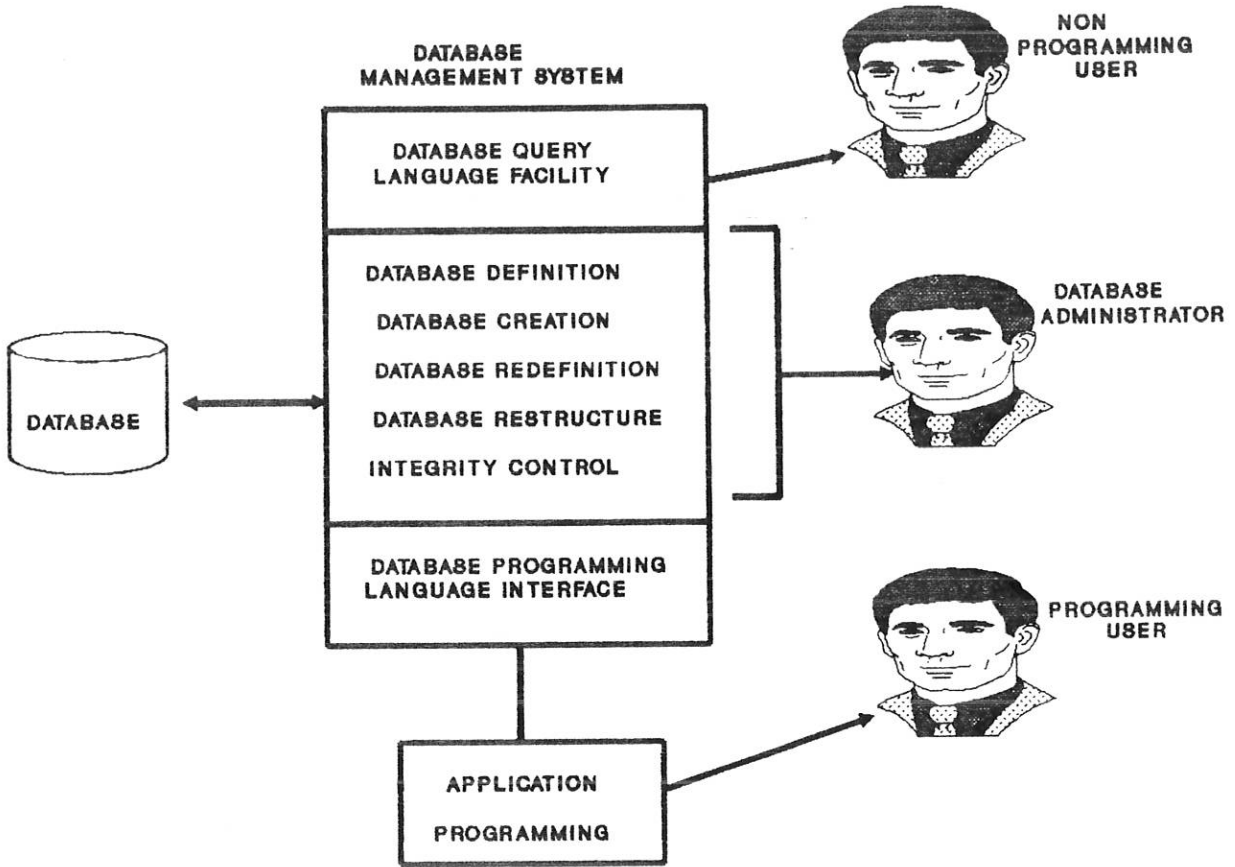 DATABASE
MANAGEMENT SYSTEM
DATABASE QUERY
LANGUAGE FACILITY
DATABASE DEFINITION
DATABASE CREATION
DATABASE REDEFINITION
DATABASE RESTRUCTURE
INTEGRITY CONTROL
DATABASE PROGRAMMING
LANGUAGE INTERFACE
APPLICATION
PROGRAMMING
DATABASE
NON
PROGRAMMING
USER
DATABASE
ADMINISTRATOR
PROGRAMMING
USER